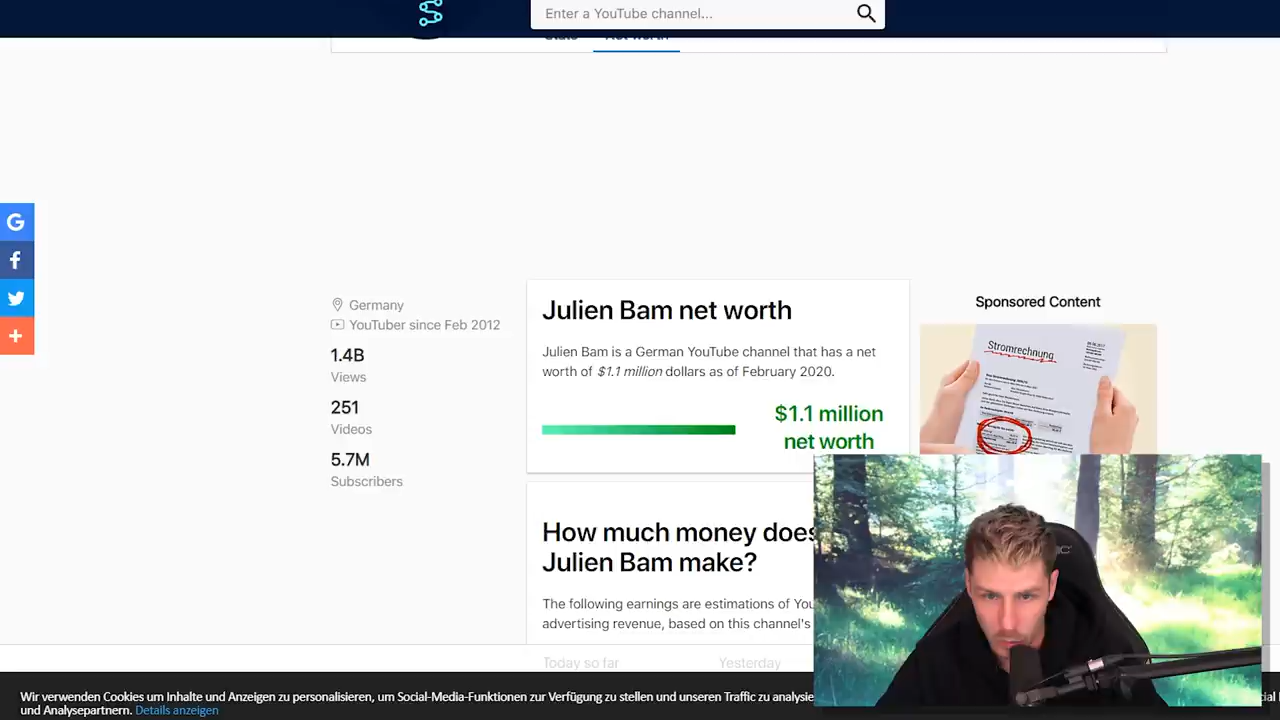 Enter a YouTube channel...
Stats Net worth
Germany
YouTuber since Feb 2012
1.4B
Views
251
Videos
5.7M
Subscribers
Julien Bam net worth
Julien Bam is a German YouTube channel that has a net
worth of $1.1 million dollars as of February 2020.
$1.1 million
net worth
How much money does
Julien Bam make?
The following earnings are estimations of You
advertising revenue, based on this channel's
Today so far Yesterday
Sponsored Content
Stromrechnung
Wir verwenden Cookies um Inhalte und Anzeigen zu personalisieren, um Social-Media-Funktionen zur Verfügung zu stellen und unseren Traffic zu analysie
und Analysepartnern. Details anzeigen